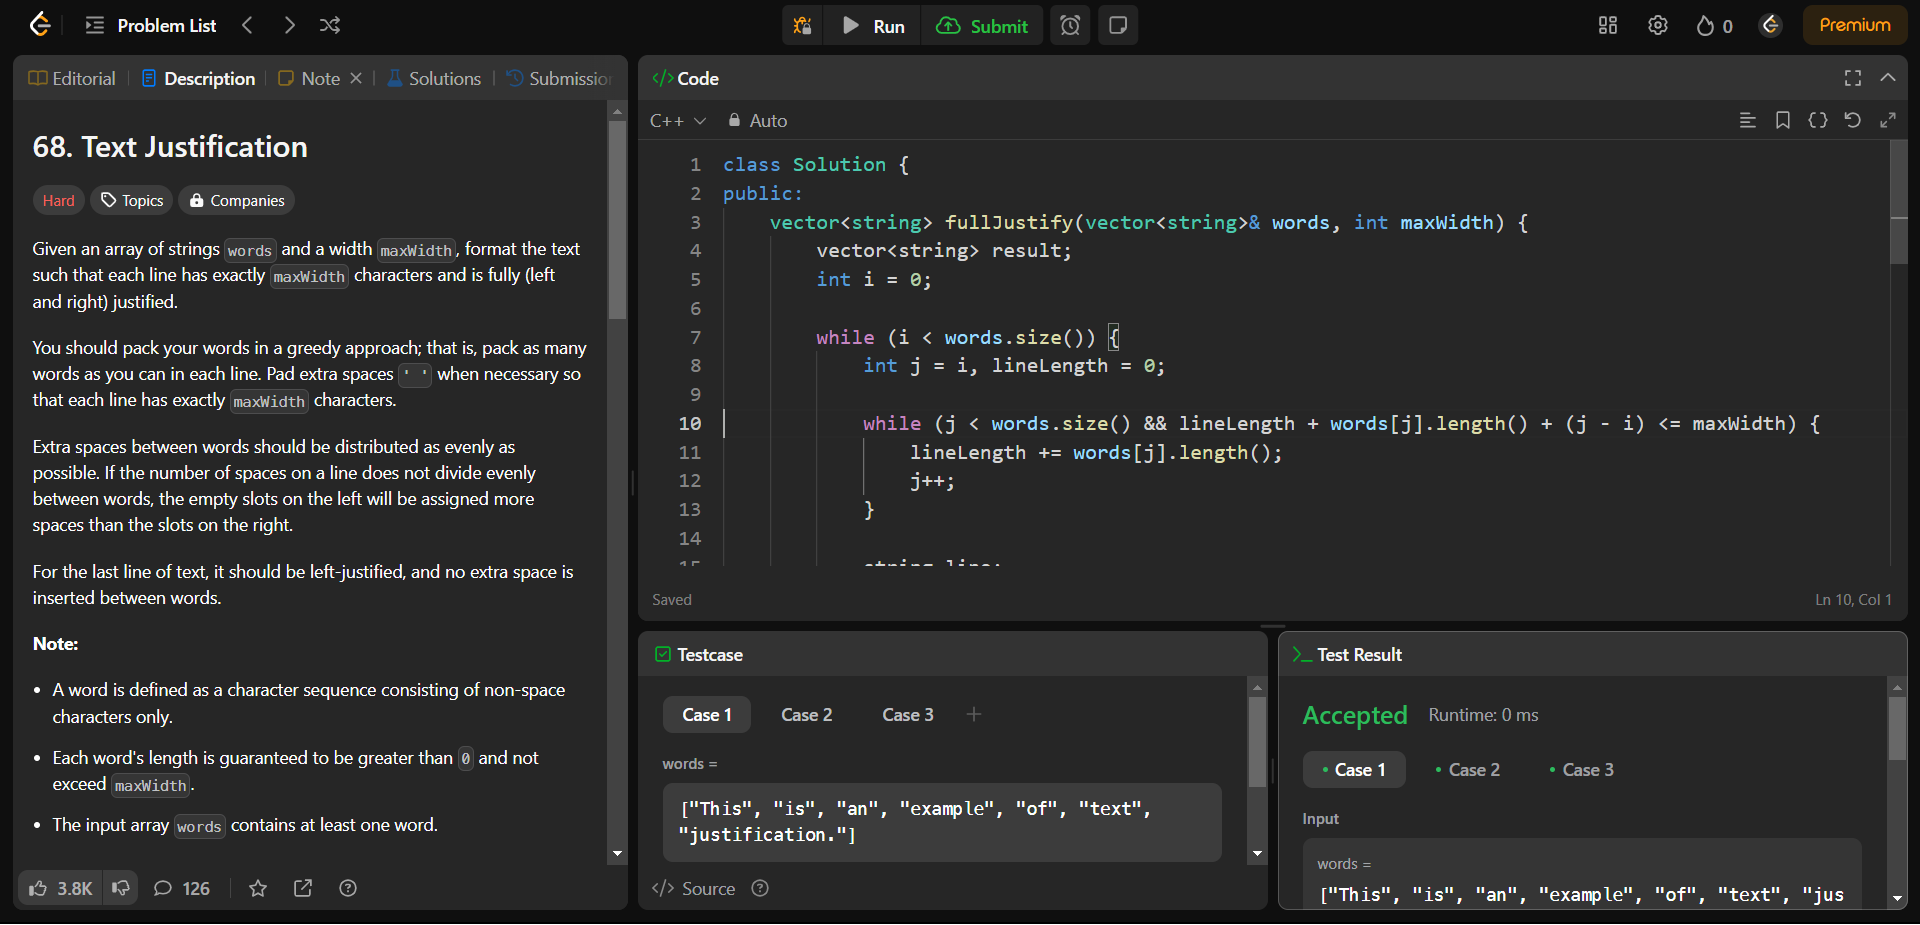 Problem List
Run
Submit
0
Premium
Editorial
Description
Note
Solutions
68. Text Justification
Hard
Topics
Companies
Given an array of strings words and a width maxWidth, format the text
such that each line has exactly maxWidth characters and is fully (left
and right) justified.
You should pack your words in a greedy approach; that is, pack as many
words as you can in each line. Pad extra spaces ' ' when necessary so
that each line has exactly maxWidth characters.
Extra spaces between words should be distributed as evenly as
possible. If the number of spaces on a line does not divide evenly
between words, the empty slots on the left will be assigned more
spaces than the slots on the right.
For the last line of text, it should be left-justified, and no extra space is
inserted between words.
Note:
• A word is defined as a character sequence consisting of non-space
characters only.
• Each word's length is guaranteed to be greater than 0 and not
exceed maxWidth.
• The input array words contains at least one word.
3.8K
126
</> Code
C++
Auto
1 class Solution {
2 public:
3 vector<string> fullJustify(vector<string>& words, int maxWidth) {
4 vector<string> result;
5 int i = 0;
6
7 while (i < words.size()) {
8 int j = i, lineLength = 0;
9
10 while (j < words.size() && lineLength + words[j].length() + (j - i) <= maxWidth) {
11 lineLength += words[j].length();
12 j++;
13 }
14
Saved
Ln 10, Col 1
Testcase
Case 1
Case 2
Case 3
+
words =
["This", "is", "an", "example", "of", "text",
"justification."]
</> Source
>_ Test Result
Accepted
Runtime: 0 ms
• Case 1
• Case 2
• Case 3
Input
words =
["This", "is", "an", "example", "of", "text", "jus